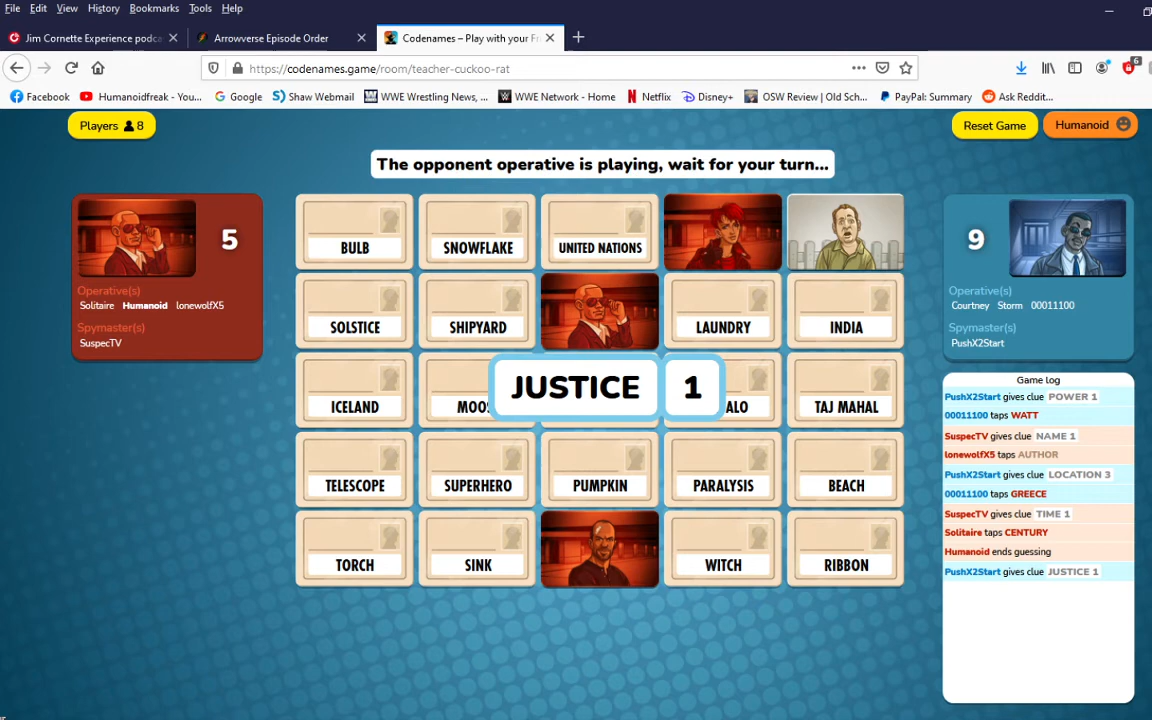 File Edit View History Bookmarks Tools Help
Jim Cornette Experience podca
Arrowverse Episode Order
Codenames – Play with your Fr
https://codenames.game/room/teacher-cuckoo-rat
6
Facebook
Humanoidfreak - You...
Google
Shaw Webmail
WWE Wrestling News, ...
WWE Network - Home
Netflix
Disney+
OSW Review | Old Sch...
PayPal: Summary
Ask Reddit...
Players 8
Reset Game
Humanoid
The opponent operative is playing, wait for your turn...
5
Operative(s)
Solitaire Humanoid lonewolfX5
Spymaster(s)
SuspecTV
BULB
SNOWFLAKE
UNITED NATIONS
SOLSTICE
SHIPYARD
LAUNDRY
INDIA
ICELAND
MOOS
JUSTICE 1
ALO
TAJ MAHAL
TELESCOPE
SUPERHERO
PUMPKIN
PARALYSIS
BEACH
TORCH
SINK
WITCH
RIBBON
9
Operative(s)
Courtney Storm 00011100
Spymaster(s)
PushX2Start
Game log
PushX2Start gives clue POWER 1
00011100 taps WATT
SuspecTV gives clue NAME 1
lonewolfX5 taps AUTHOR
PushX2Start gives clue LOCATION 3
00011100 taps GREECE
SuspecTV gives clue TIME 1
Solitaire taps CENTURY
Humanoid ends guessing
PushX2Start gives clue JUSTICE 1